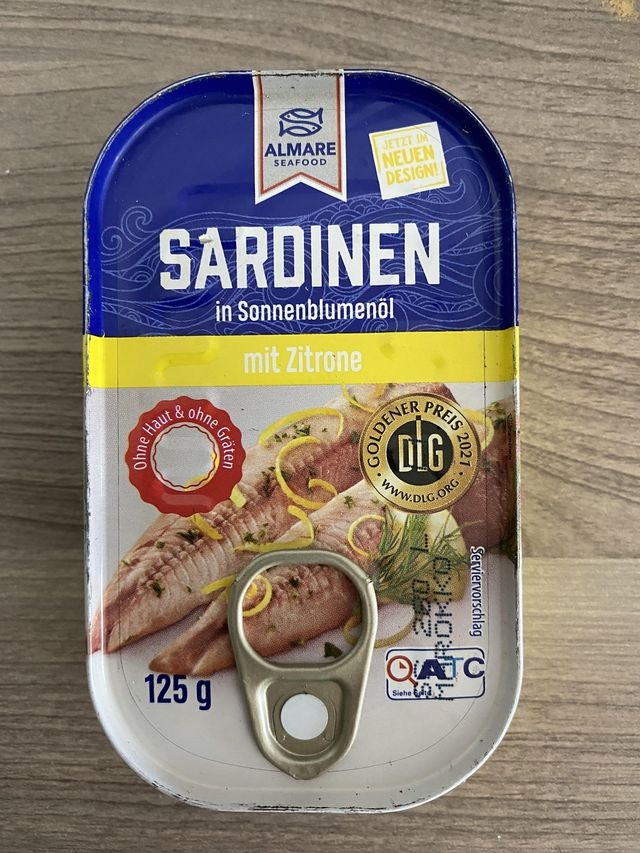 ALMARE
SEAFOOD
JETZT IM
NEUEN
DESIGN!
SARDINEN
in Sonnenblumenöl
mit Zitrone
Ohne Haut & ohne Gräten
GOLDENER PREIS 2021
DLG
WWW.DLG.ORG
Serviervorschlag
MAROKKO
125 g
ATC
Siehe